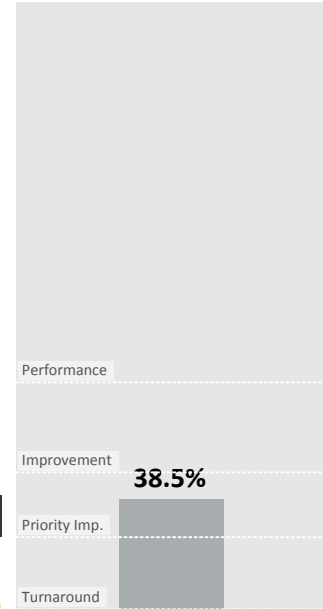 Performance
Improvement
38.5%
Priority Imp.
Turnaround